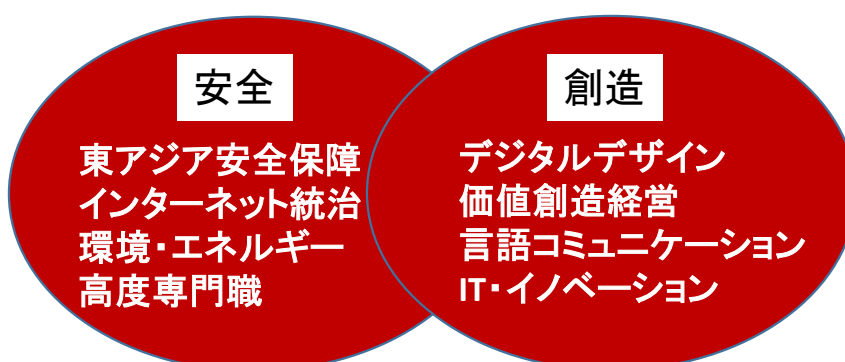 安全
東アジア安全保障
インターネット統治
環境・エネルギー
高度専門職
創造
デジタルデザイン
価値創造経営
言語コミュニケーション
IT・イノベーション